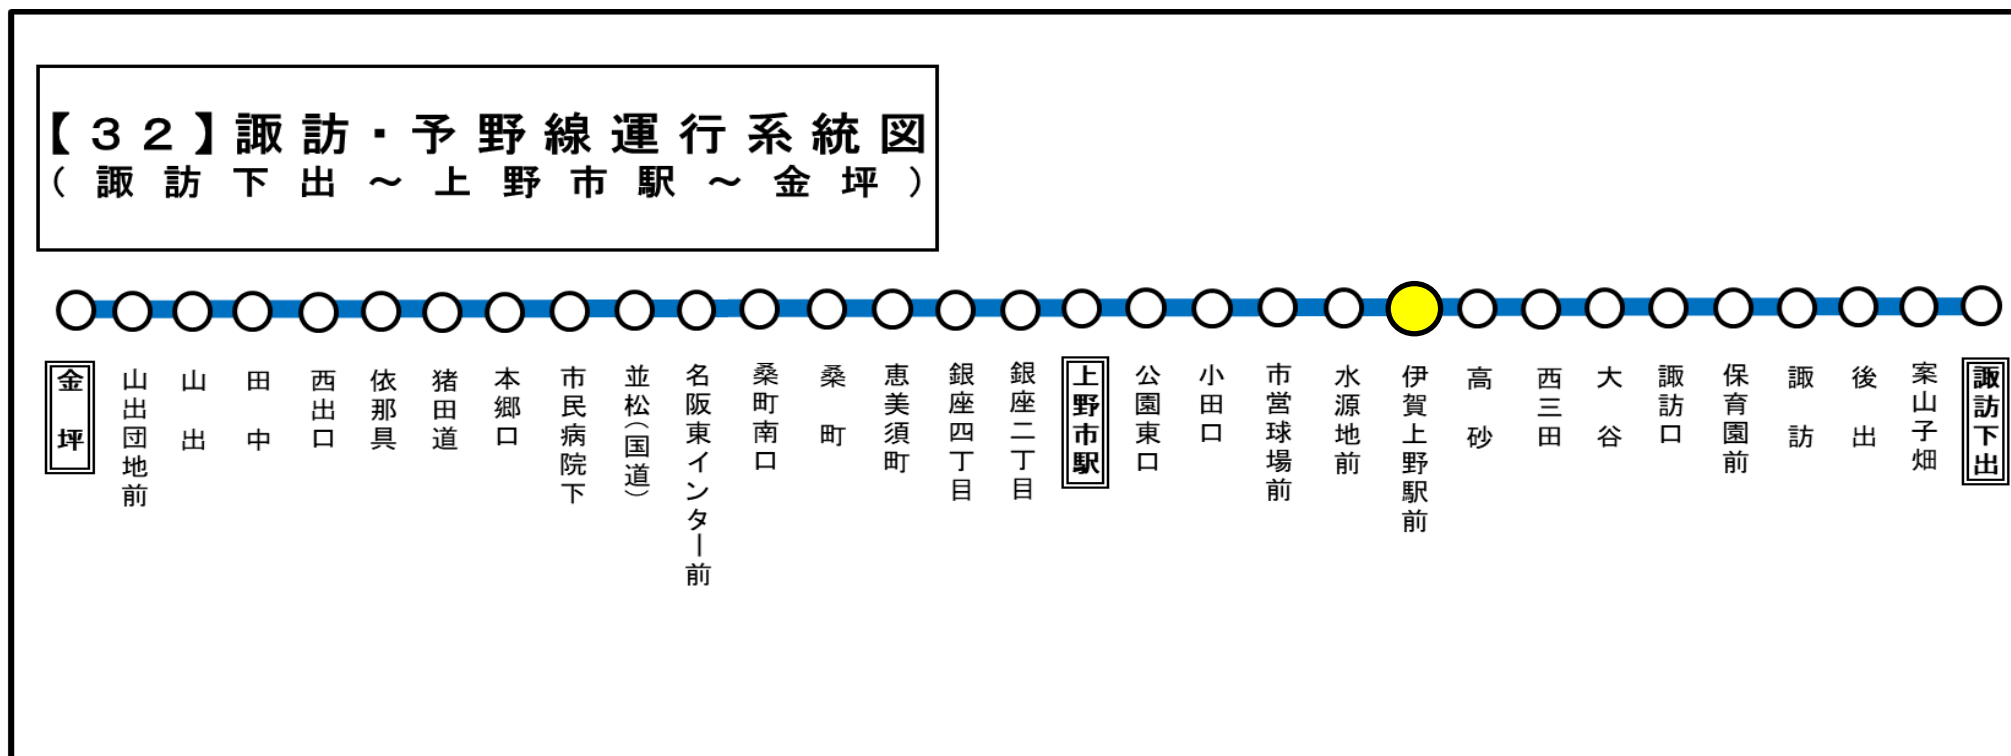 【32】諏訪・予野線運行系統図
(諏訪下出～上野市駅～金坪)
金坪
山出団地前
山出
田中
西出口
依那具
猪田道
本郷口
市民病院下
並松(国道)
名阪東インター前
桑町南口
桑町
恵美須町
銀座四丁目
銀座二丁目
上野市駅
公園東口
小田口
市営球場前
水源地前
伊賀上野駅前
高砂
西三田
大谷
諏訪口
保育園前
諏訪
後出
案山子畑
諏訪下出